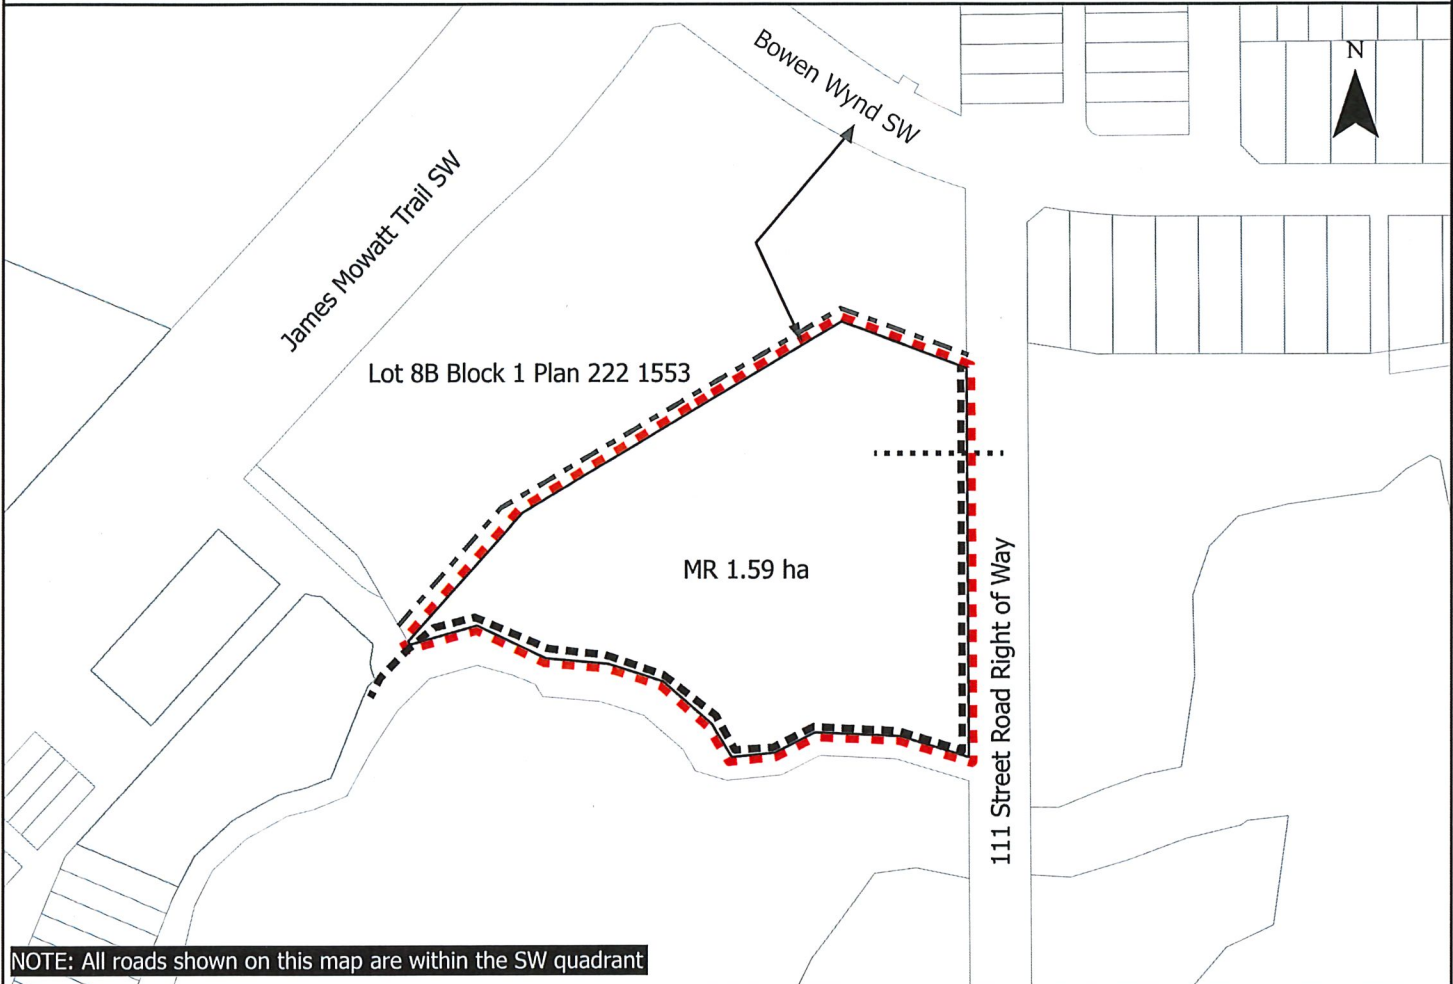 Bowen Wynd SW
N
James Mowatt Trail SW
Lot 8B Block 1 Plan 222 1553
MR 1.59 ha
111 Street Road Right of Way
NOTE: All roads shown on this map are within the SW quadrant